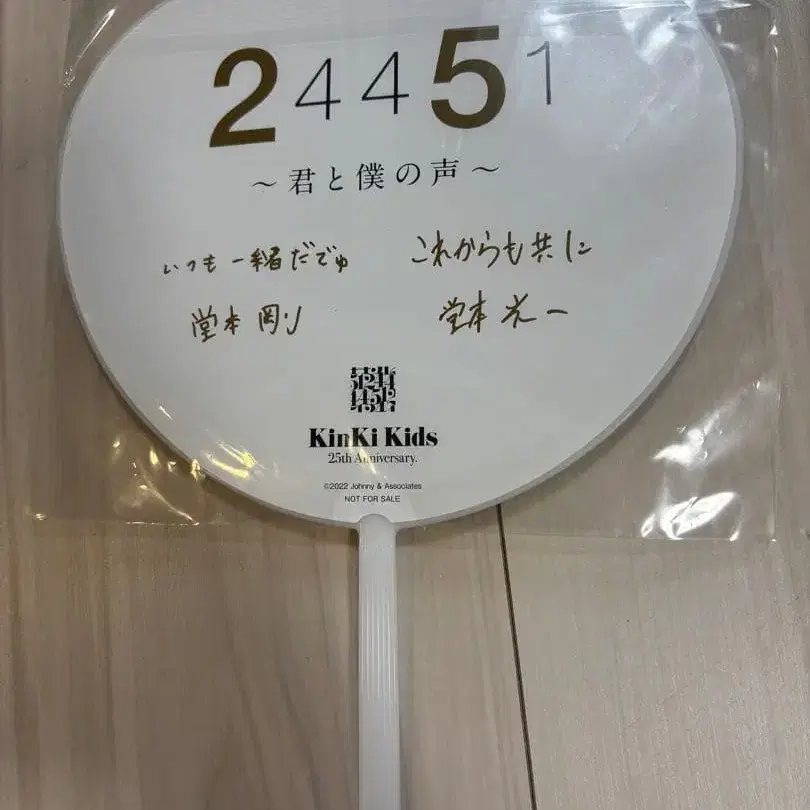 24451
～君と僕の声～
いつも一緒だでゅ これからも共に
堂本剛 堂本光一
KinKi Kids
25th Anniversary.
©2022 Johnny & Associates
NOT FOR SALE